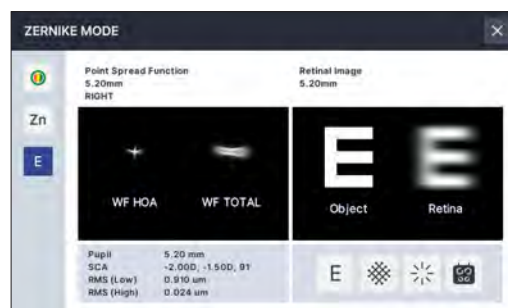 ZERNIKE MODE
Point Spread Function
5.20mm
RIGHT
Retinal Image
5.20mm
Zn
E
WF HOA
WF TOTAL
E
E
Object
Retina
Pupil 5.20 mm
SCA -2.00D, -1.50D, 91
RMS (Low) 0.910 um
RMS (High) 0.024 um
E